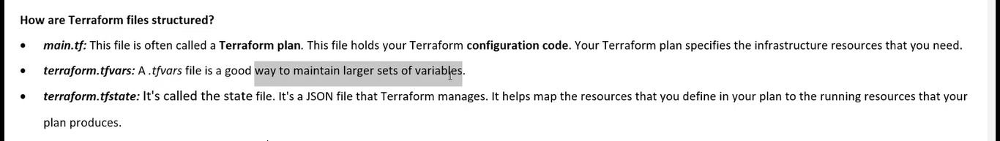 How are Terraform files structured?
• main.tf: This file is often called a Terraform plan. This file holds your Terraform configuration code. Your Terraform plan specifies the infrastructure resources that you need.
• terraform.tfvars: A .tfvars file is a good way to maintain larger sets of variables.
• terraform.tfstate: It's called the state file. It's a JSON file that Terraform manages. It helps map the resources that you define in your plan to the running resources that your
plan produces.